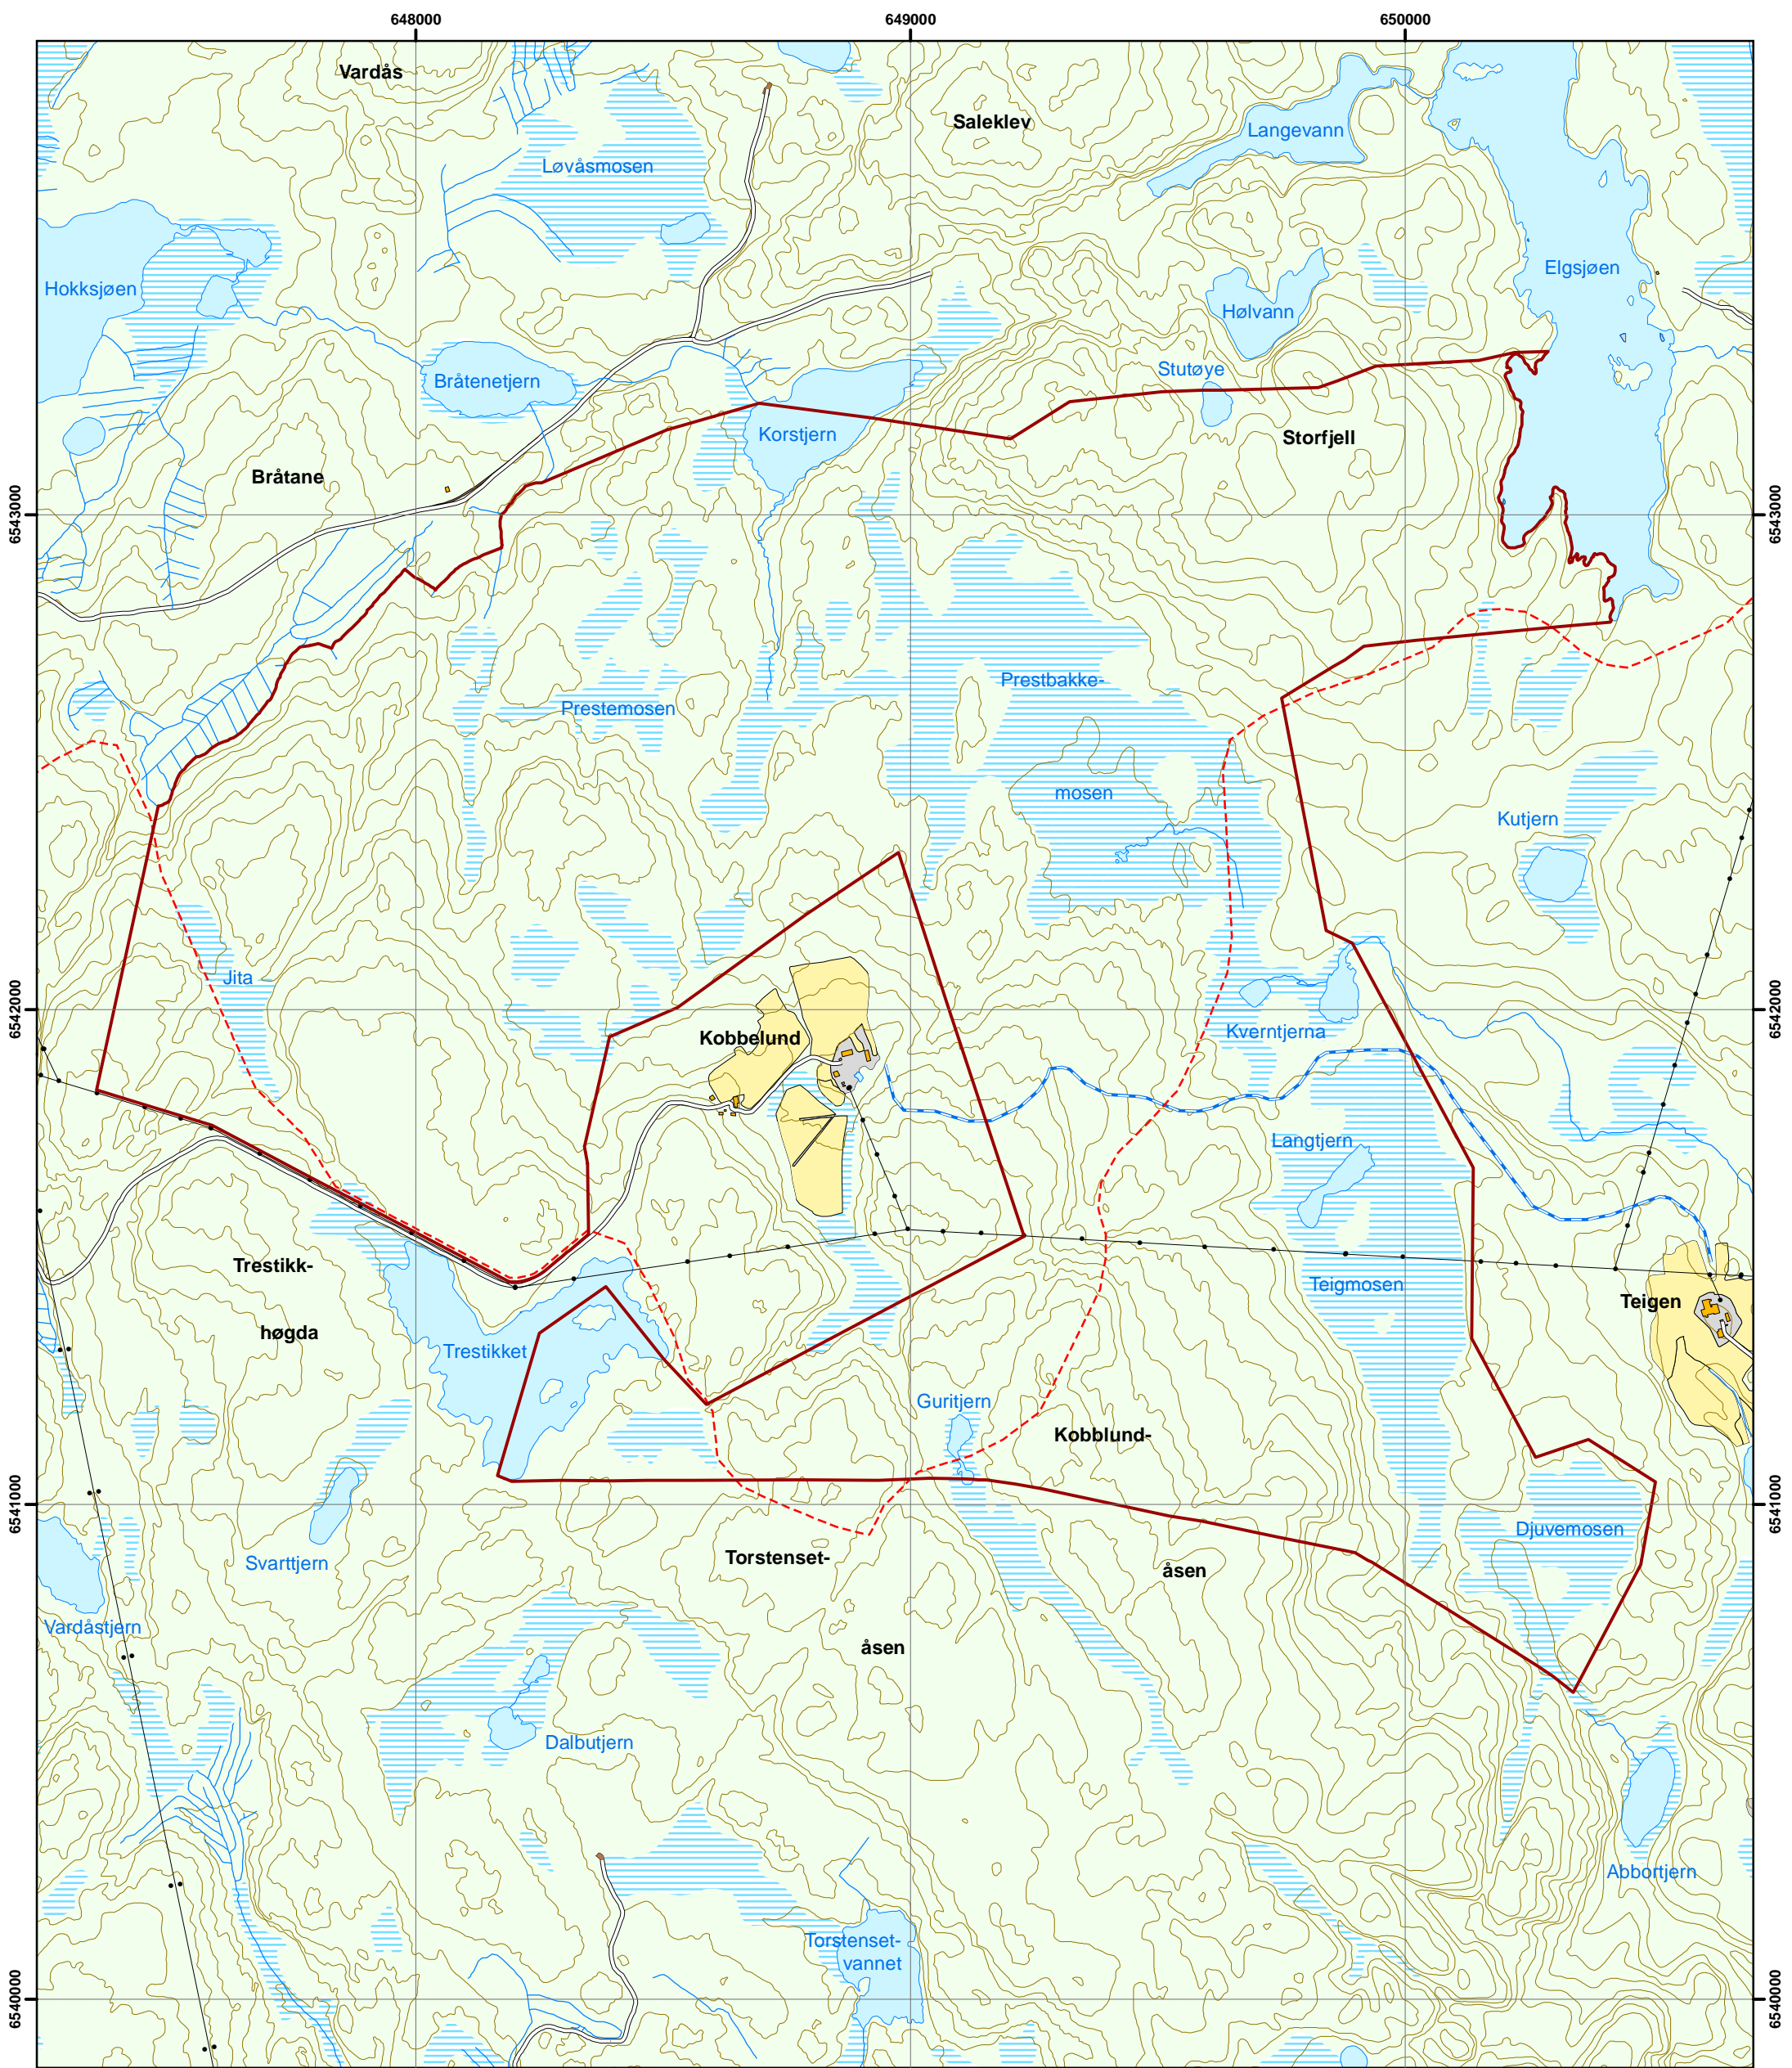 648000
649000
650000
Vardås
Saleklev
Langevann
Løvåsmosen
Hokksjøen
Elgsjøen
Hølvann
Stutøye
Bråtenetjern
Korstjern
Storfjell
Bråtane
6543000
6543000
Prestbakke-
Prestemosen
mosen
Kutjern
Jita
6542000
6542000
Kobbelund
Kverntjerna
Langtjern
Trestikk-
Teigmosen
Teigen
høgda
Trestikket
Guritjern
Kobblund-
6541000
6541000
Djuvemosen
Svarttjern
Torstenset-
åsen
Vardåstjern
åsen
Dalbutjern
Abbortjern
Torstenset-
vannet
6540000
6540000